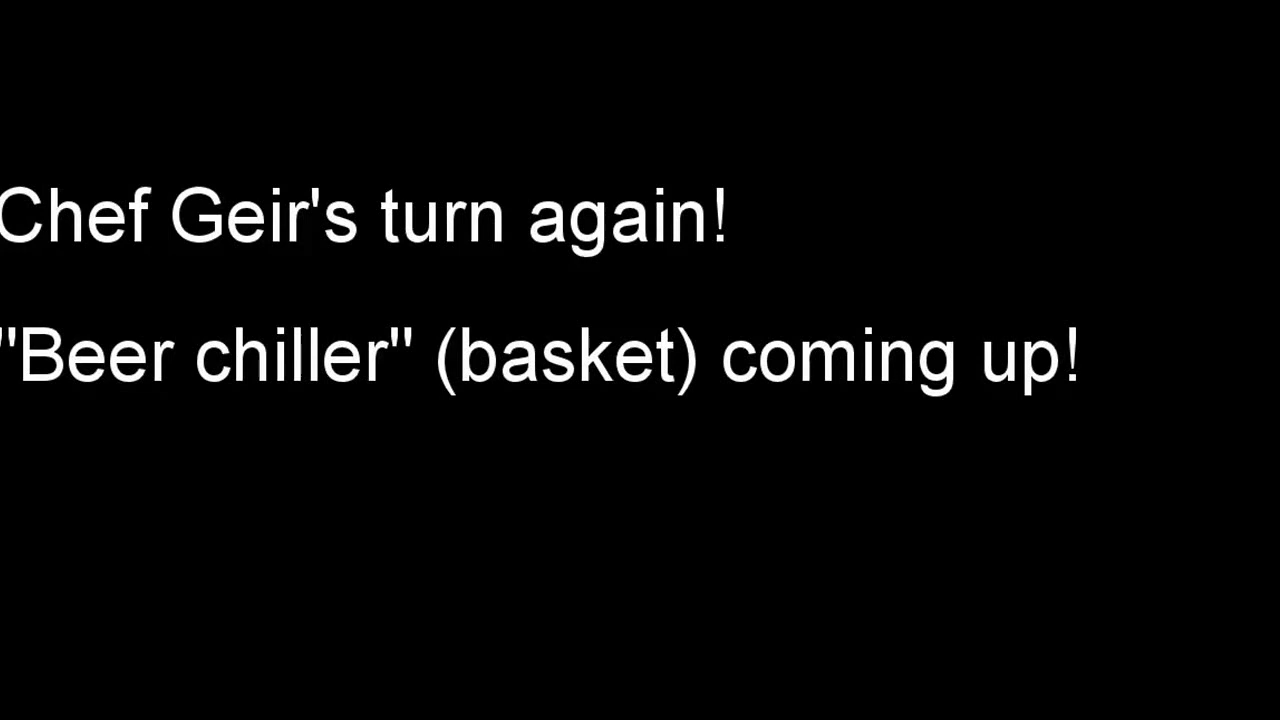 Chef Geir's turn again!
"Beer chiller" (basket) coming up!